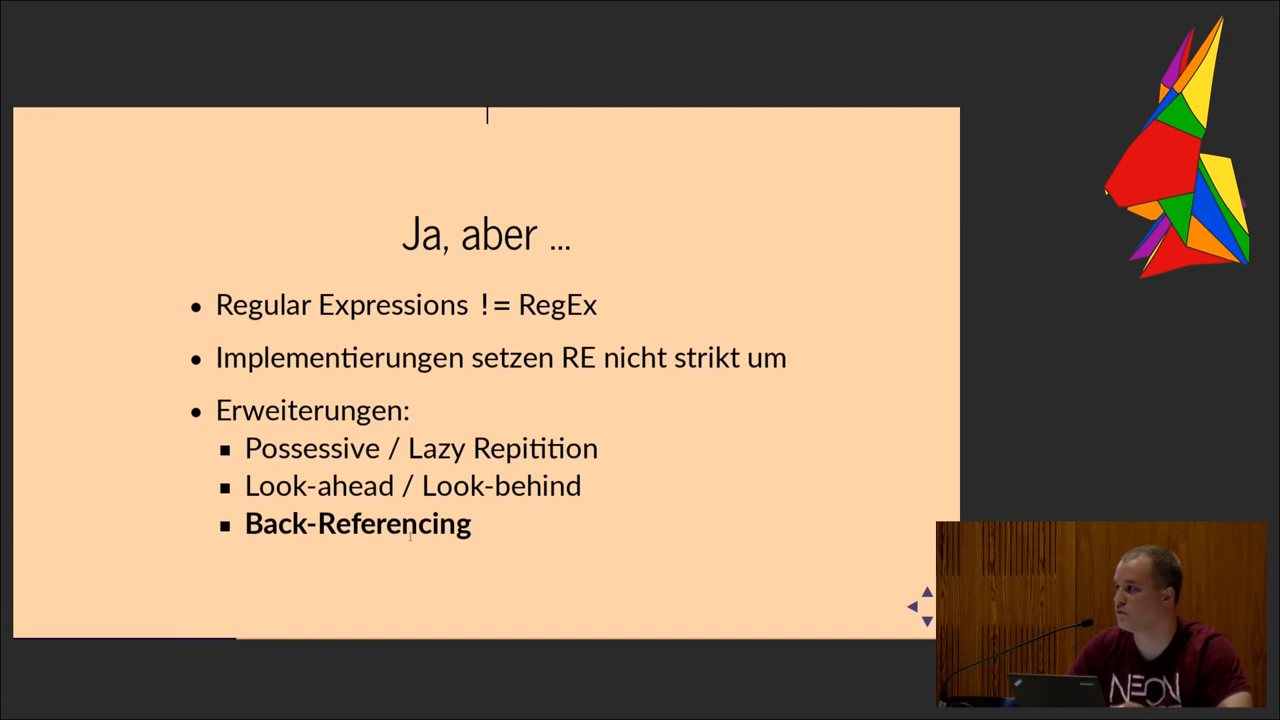 Ja, aber ...
Regular Expressions != RegEx
Implementierungen setzen RE nicht strikt um
Erweiterungen:
Possessive / Lazy Repitition
Look-ahead / Look-behind
Back-Referencing
NEON